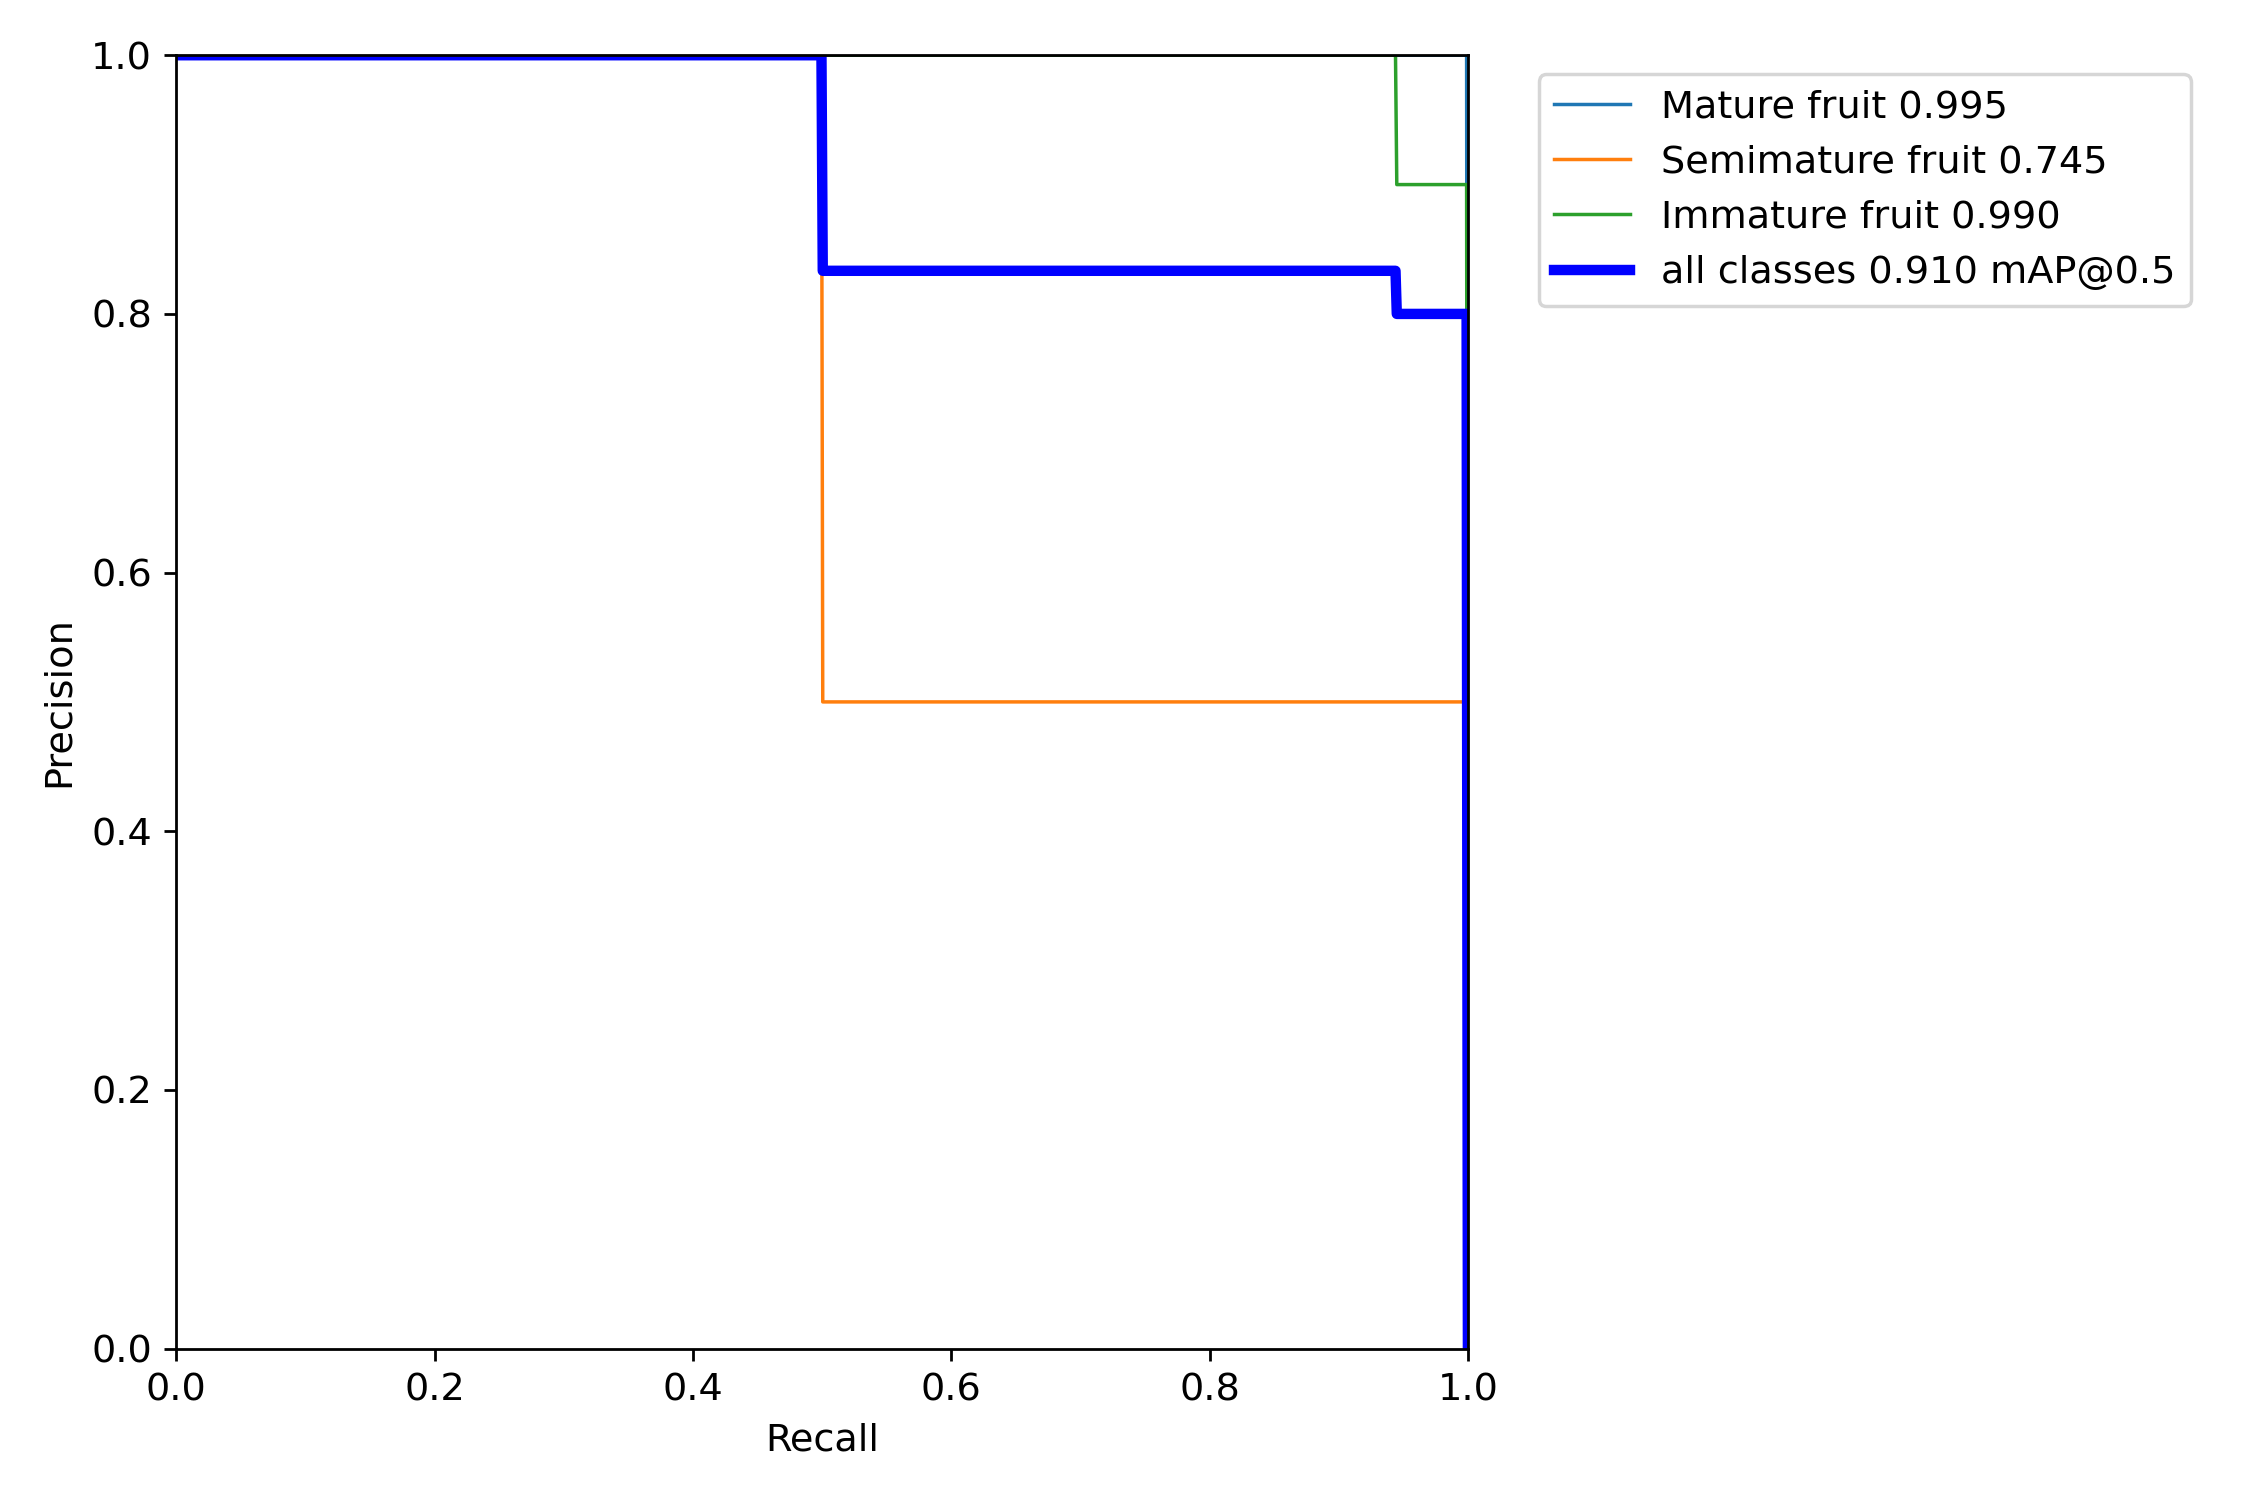 1.0
0.8
0.6
0.4
0.2
0.0
Precision
0.0 0.2 0.4 0.6 0.8 1.0
Recall
Mature fruit 0.995
Semimature fruit 0.745
Immature fruit 0.990
all classes 0.910 mAP@0.5